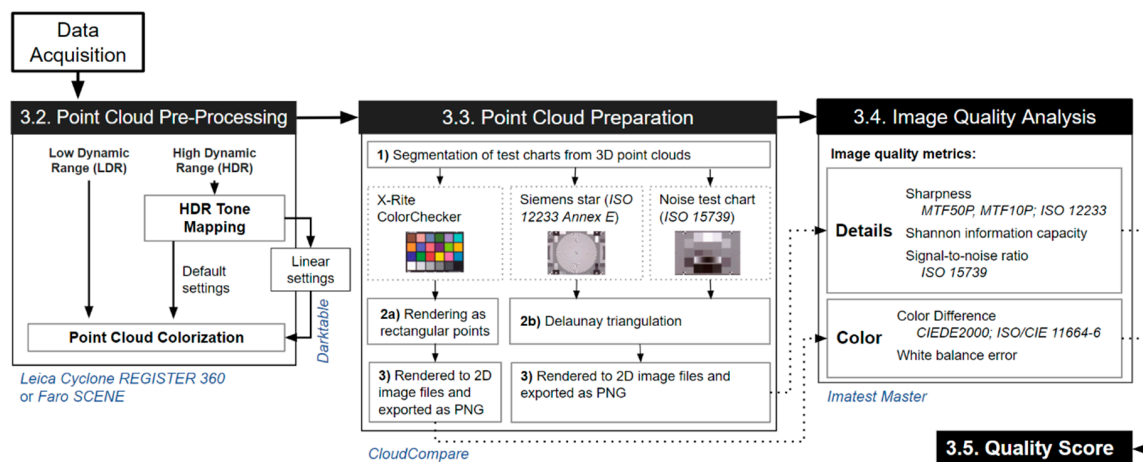 Data
Acquisition
3.2. Point Cloud Pre-Processing
Low Dynamic
Range (LDR)
High Dynamic
Range (HDR)
HDR Tone
Mapping
Default
settings
Linear
settings
Point Cloud Colorization
Darktable
Leica Cyclone REGISTER 360
or Faro SCENE
3.3. Point Cloud Preparation
1) Segmentation of test charts from 3D point clouds
X-Rite
ColorChecker
Siemens star (ISO
12233 Annex E)
Noise test chart
(ISO 15739)
2a) Rendering as
rectangular points
2b) Delaunay triangulation
3) Rendered to 2D
image files and
exported as PNG
3) Rendered to 2D image files and
exported as PNG
CloudCompare
3.4. Image Quality Analysis
Image quality metrics:
Details
Sharpness
MTF50P, MTF10P; ISO 12233
Shannon information capacity
Signal-to-noise ratio
ISO 15739
Color
Color Difference
CIEDE2000; ISO/CIE 11664-6
White balance error
Imatest Master
3.5. Quality Score